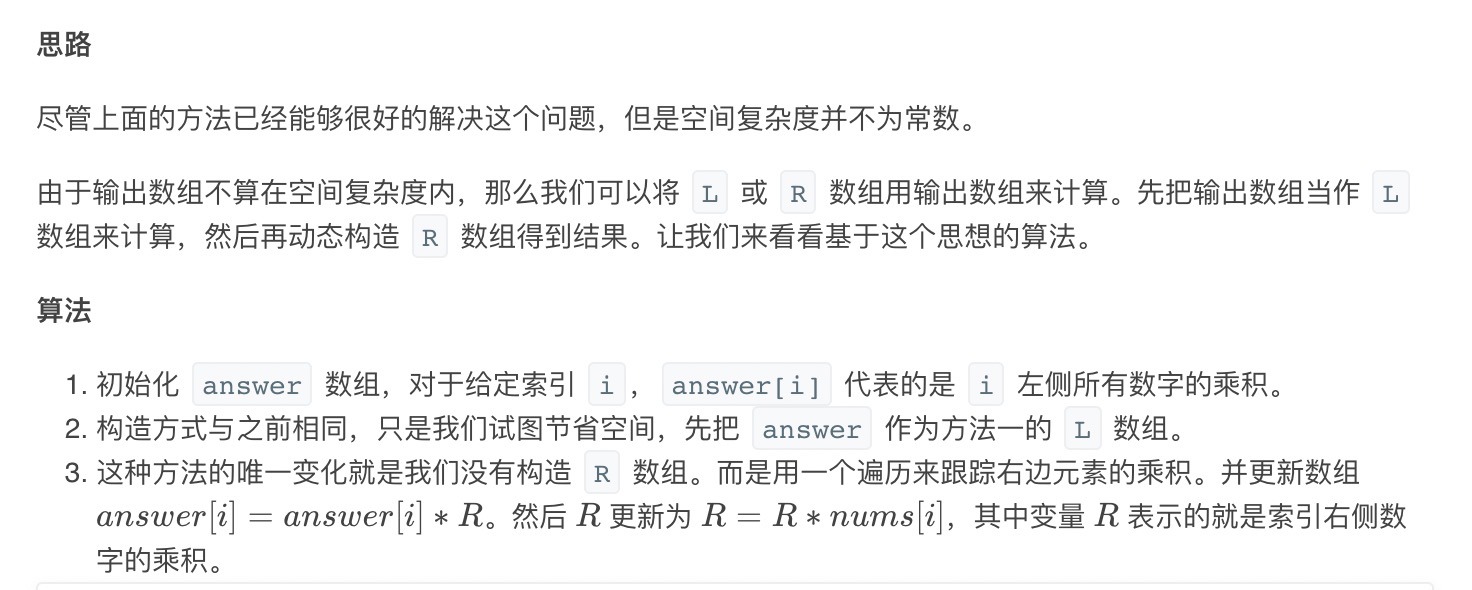 思路
尽管上面的方法已经能够很好的解决这个问题，但是空间复杂度并不为常数。
由于输出数组不算在空间复杂度内，那么我们可以将 L 或 R 数组用输出数组来计算。先把输出数组当作 L
数组来计算，然后再动态构造 R 数组得到结果。让我们来看看基于这个思想的算法。
算法
1. 初始化 answer 数组，对于给定索引 i ， answer[i] 代表的是 i 左侧所有数字的乘积。
2. 构造方式与之前相同，只是我们试图节省空间，先把 answer 作为方法一的 L 数组。
3. 这种方法的唯一变化就是我们没有构造 R 数组。而是用一个遍历来跟踪右边元素的乘积。并更新数组
answer[i] = answer[i] * R。然后 R 更新为 R = R * nums[i]，其中变量 R 表示的就是索引右侧数
字的乘积。